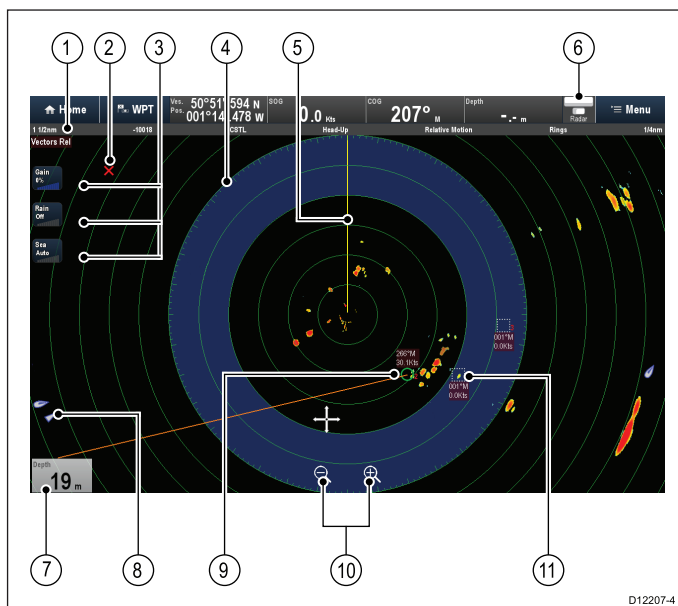 1 2 3 4 5 6
Home WPT Ves. Pos. 50°51'.594 N 001°14'.478 W SOG 0.0 Kts COG 207° M Depth -.- m Radar Menu
1 1/2nm -10018 CSTL Head-Up Relative Motion Rings 1/4nm
Vectors Rel
Gain
0%
Rain
Off
Sea
Auto
001°M
0.0Kts
266°M
30.1Kts
001°M
0.0Kts
Depth
19 m
7 8 9 10 11
D12207-4